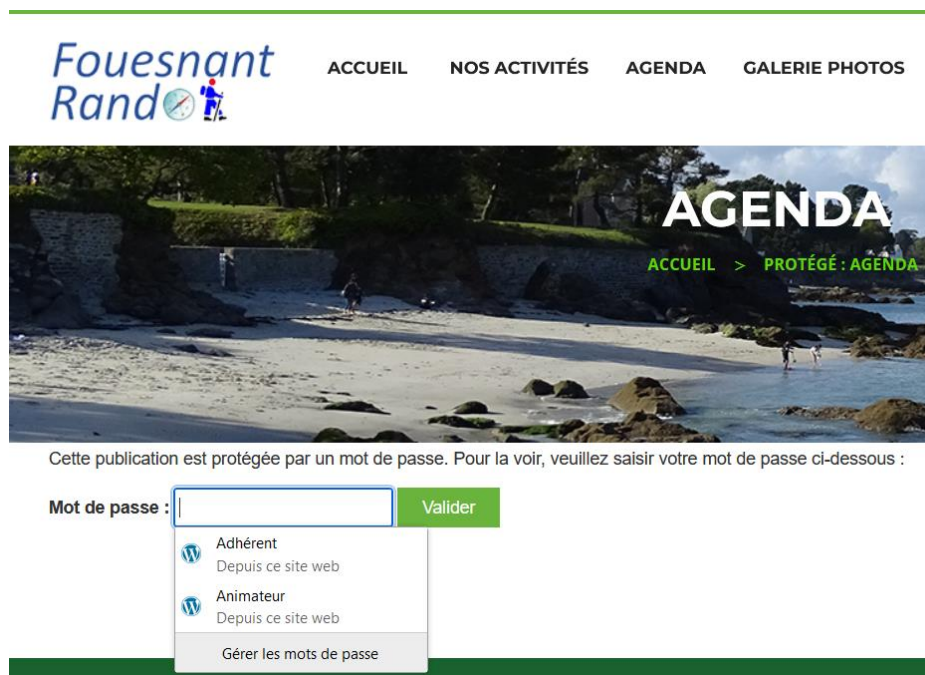 Fouesnant
Rando
ACCUEIL NOS ACTIVITÉS AGENDA GALERIE PHOTOS
AGENDA
ACCUEIL > PROTÉGÉ : AGENDA
Cette publication est protégée par un mot de passe. Pour la voir, veuillez saisir votre mot de passe ci-dessous :
Mot de passe : Valider
Adhérent
Depuis ce site web
Animateur
Depuis ce site web
Gérer les mots de passe